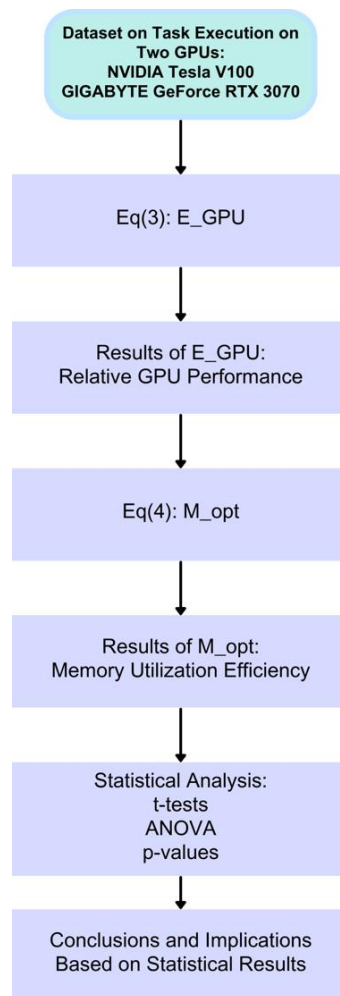 Dataset on Task Execution on
Two GPUs:
NVIDIA Tesla V100
GIGABYTE GeForce RTX 3070
Eq(3): E_GPU
Results of E_GPU:
Relative GPU Performance
Eq(4): M_opt
Results of M_opt:
Memory Utilization Efficiency
Statistical Analysis:
t-tests
ANOVA
p-values
Conclusions and Implications
Based on Statistical Results